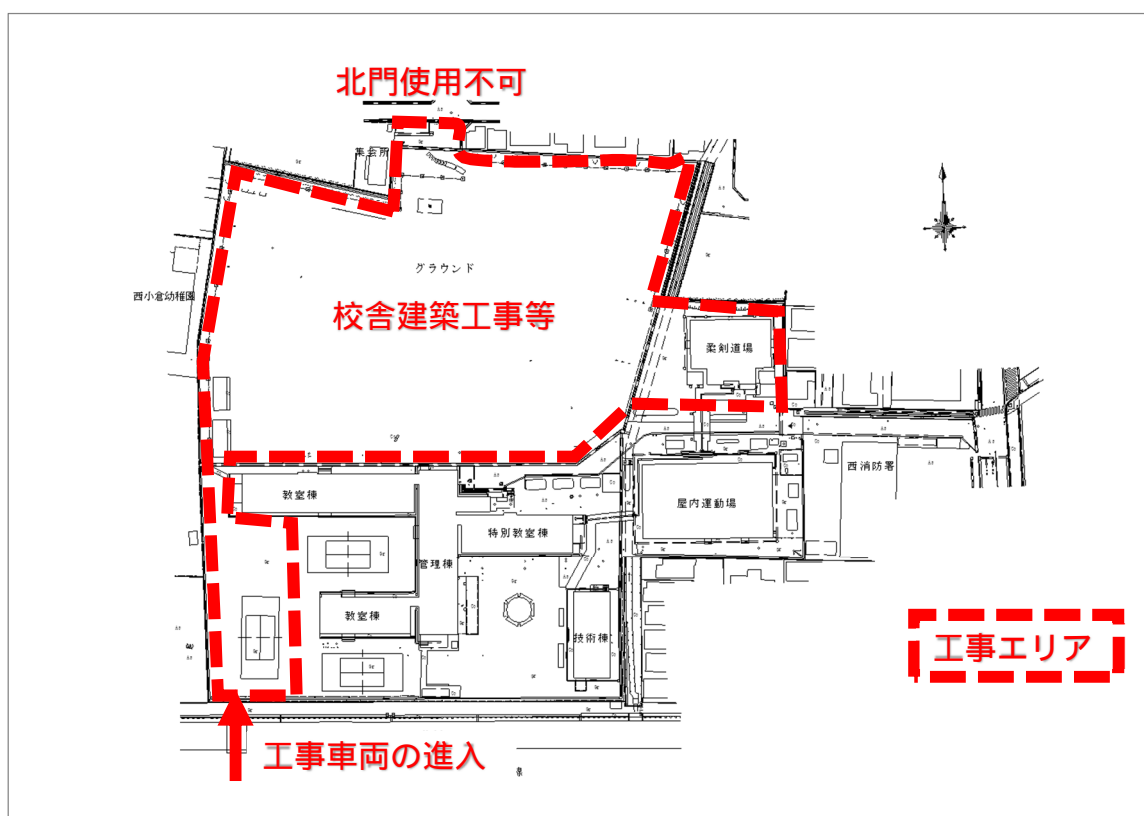 北門使用不可
集会所
グラウンド
西小倉幼稚園
校舎建築工事等
柔剣道場
西消防署
教室棟
屋内運動場
特別教室棟
管理棟
教室棟
技術棟
工事エリア
工事車両の進入